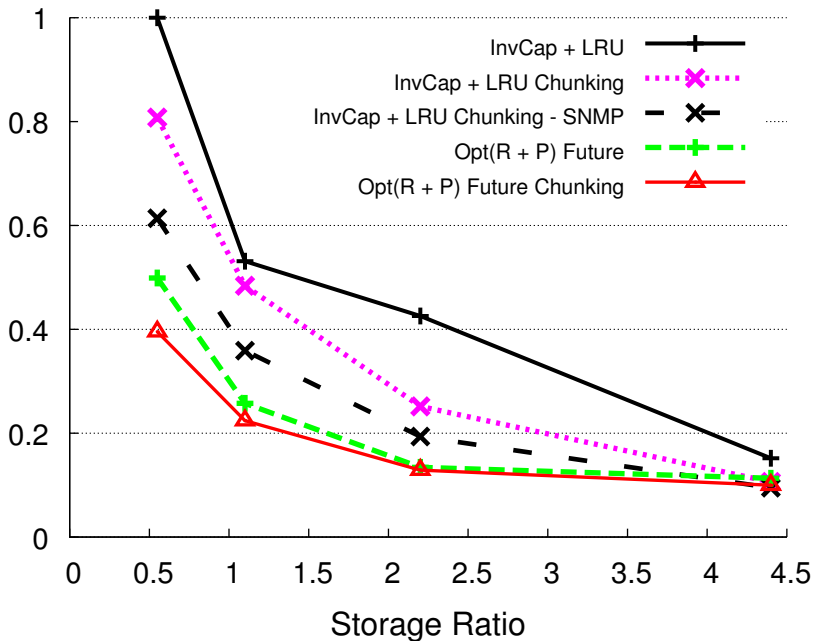 1
0.8
0.6
0.4
0.2
0
InvCap + LRU
InvCap + LRU Chunking
InvCap + LRU Chunking - SNMP
Opt(R + P) Future
Opt(R + P) Future Chunking
0 0.5 1 1.5 2 2.5 3 3.5 4 4.5
Storage Ratio